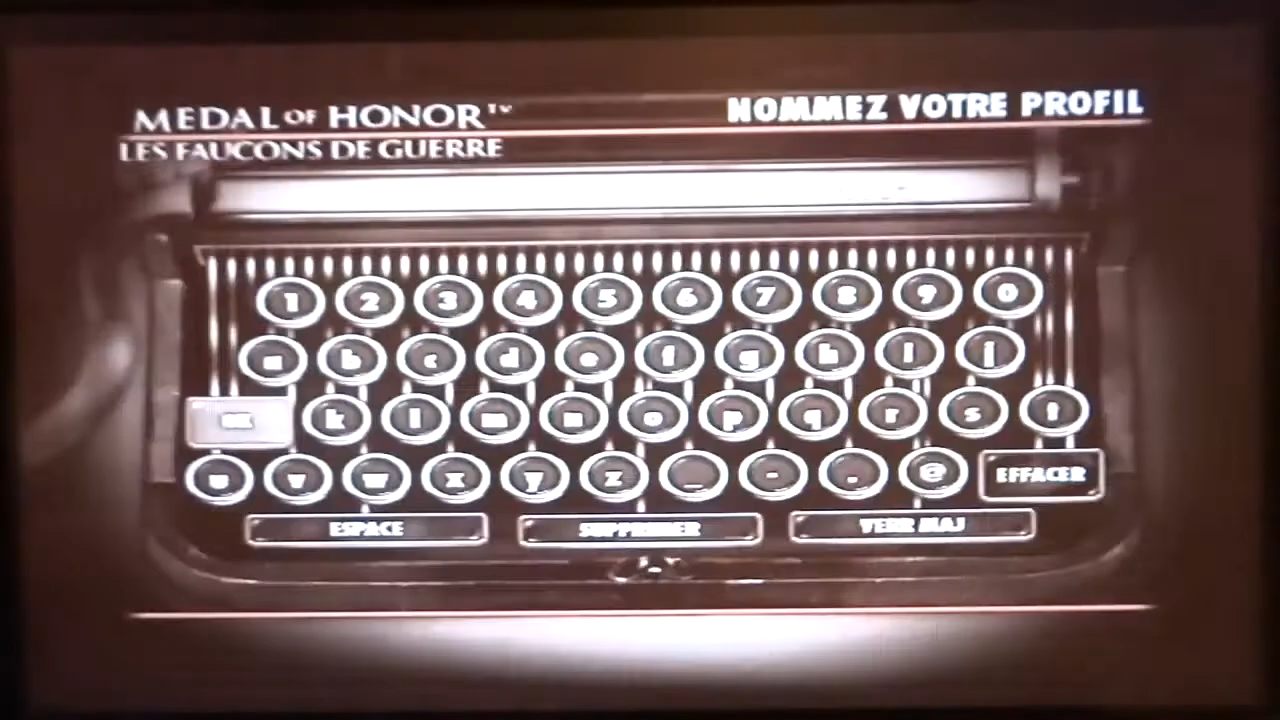 MEDAL OF HONOR™
LES FAUCONS DE GUERRE
NOMMEZ VOTRE PROFIL
1 2 3 4 5 6 7 8 9 0
a b c d e f g h i j
OK k l m n o p q r s t
u v w x y z _ - . @ EFFACER
ESPACE SUPPRIMER VERR MAJ